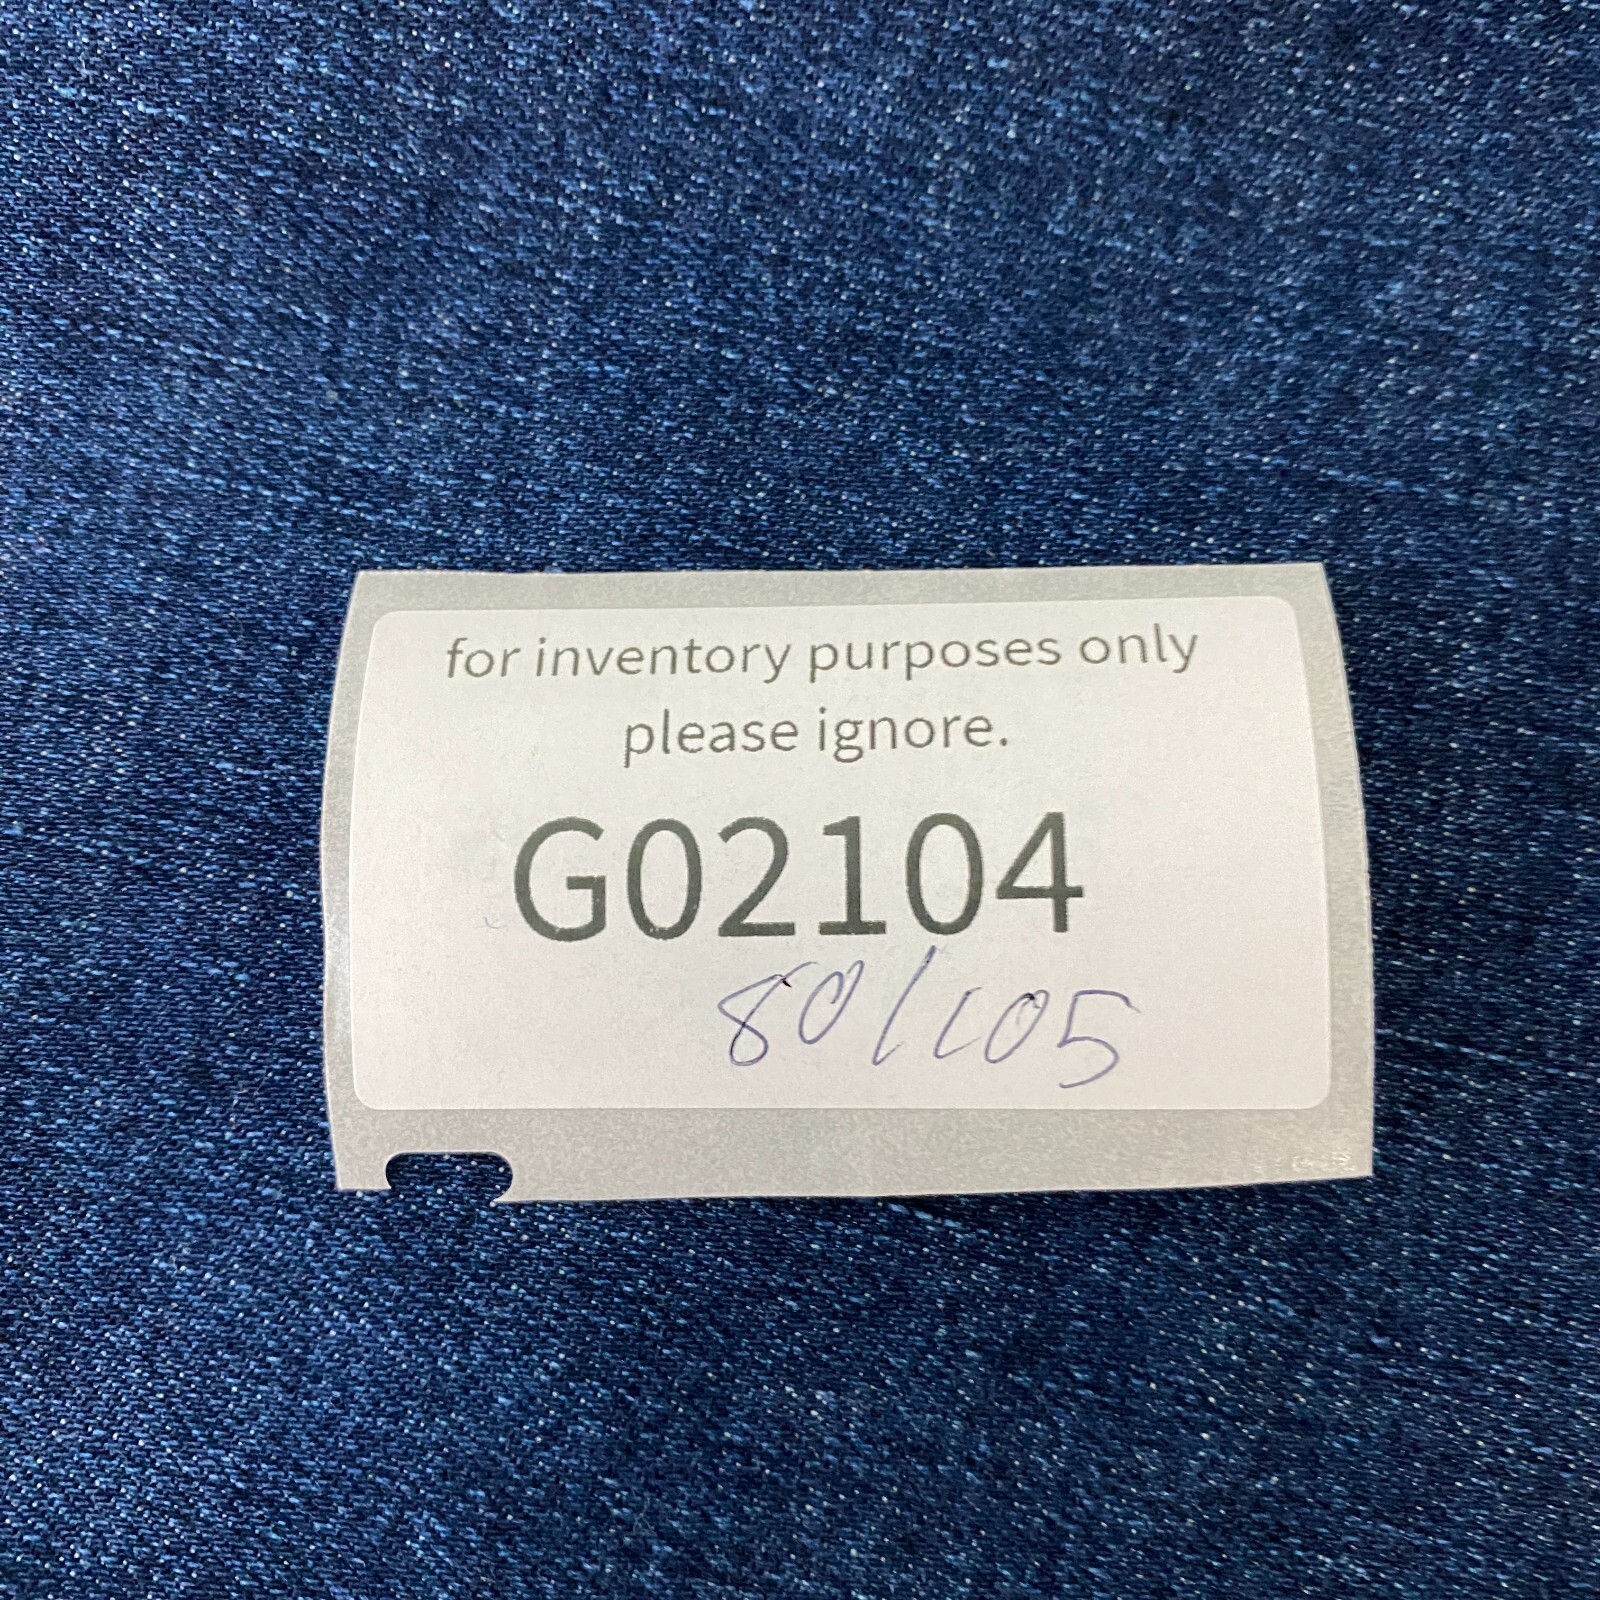 for inventory purposes only
please ignore.
G02104
80/105